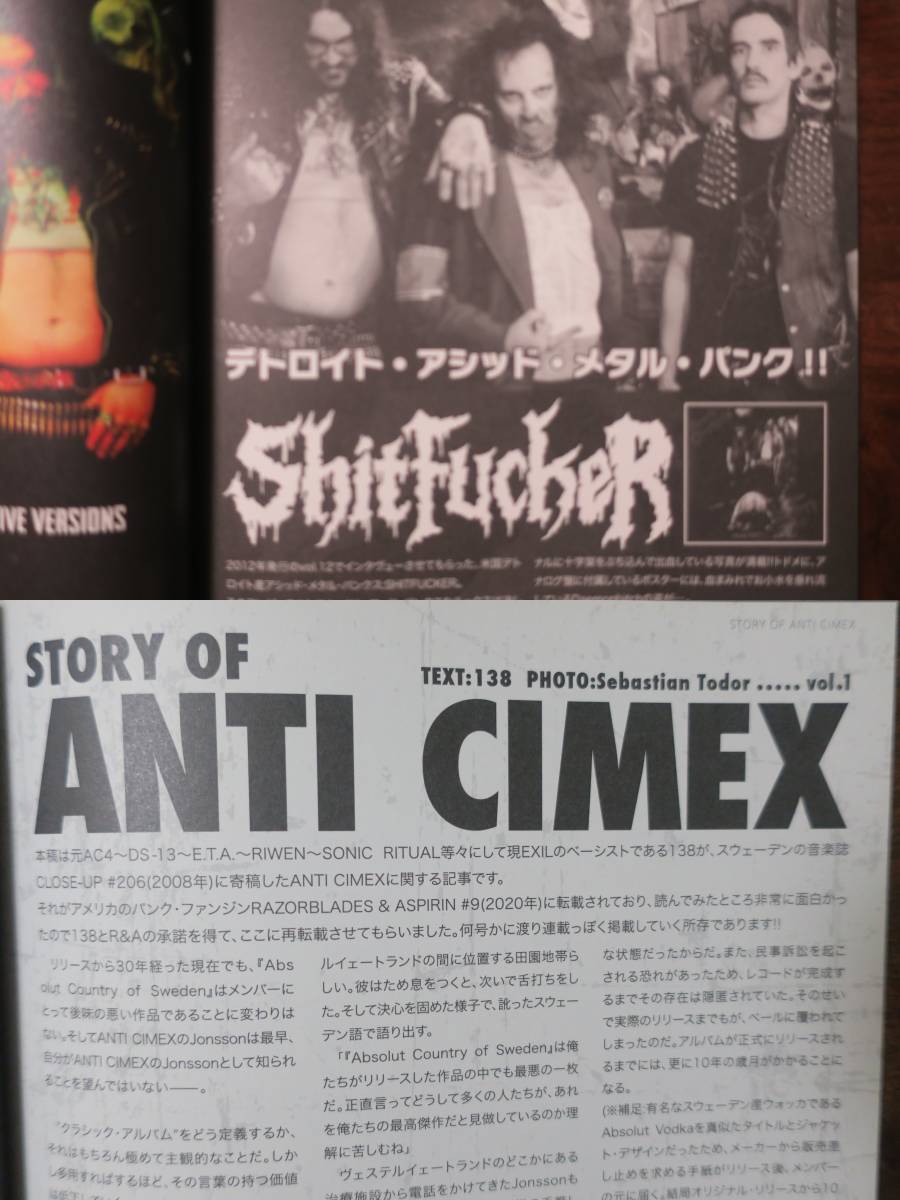 IVE VERSIONS
デトロイト・アシッド・メタル・パンク!!
ShitfuckeR
2012年発行のvol.12でインタヴューさせてもらった、米国デト
ロイト産アシッド・メタル・パンクス:SHITFUCKER。
ナルに十字架をぶち込んで出血している写真が満載!!トドメに、ア
ナログ盤に付属しているポスターには、血まみれでお小水を垂れ流
STORY OF ANTI CIMEX
STORY OF
ANTI CIMEX
TEXT:138 PHOTO:Sebastian Todor ..... vol.1
本稿は元AC4〜DS-13〜E.T.A.〜RIWEN〜SONIC RITUAL等々にして現EXILのベーシストである138が、スウェーデンの音楽誌
CLOSE-UP #206(2008年)に寄稿したANTI CIMEXに関する記事です。
それがアメリカのパンク・ファンジンRAZORBLADES & ASPIRIN #9(2020年)に転載されており、読んでみたところ非常に面白かっ
たので138とR&Aの承諾を得て、ここに再転載させてもらいました。何号かに渡り連載っぽく掲載していく所存であります!!
リリースから30年経った現在でも、『Abs
olut Country of Sweden』はメンバーに
とって後味の悪い作品であることに変わりは
ない。そしてANTI CIMEXのJonssonは最早、
自分がANTI CIMEXのJonssonとして知られ
ることを望んではいない――。
"クラシック・アルバム"をどう定義するか、
それはもちろん極めて主観的なことだ。しか
し多用すればするほど、その言葉の持つ価値
ルイェートランドの間に位置する田園地帯ら
しい。彼はため息をつくと、次いで舌打ちをし
た。そして決心を固めた様子で、訛ったスウェー
デン語で語り出す。
「『Absolut Country of Sweden』は俺
たちがリリースした作品の中でも最悪の一枚
だ。正直言ってどうして多くの人たちが、あれ
を俺たちの最高傑作だと見做しているのか理
解に苦しむね」
ヴェステルイェートランドのどこかにある
治療施設から電話をかけてきたJonssonも
な状態だったからだ。また、民事訴訟を起こ
される恐れがあったため、レコードが完成す
るまでその存在は隠匿されていた。そのせい
で実際のリリースまでもが、ベールに覆われて
しまったのだ。アルバムが正式にリリースされ
るまでには、更に10年の歳月がかかることに
なる。
(※補足:有名なスウェーデン産ウォッカである
Absolut Vodkaを真似たタイトルとジャケッ
ト・デザインだったため、メーカーから販売差
し止めを求める手紙がリリース後、メンバー
の元に届く。結局オリジナル・リリースから10